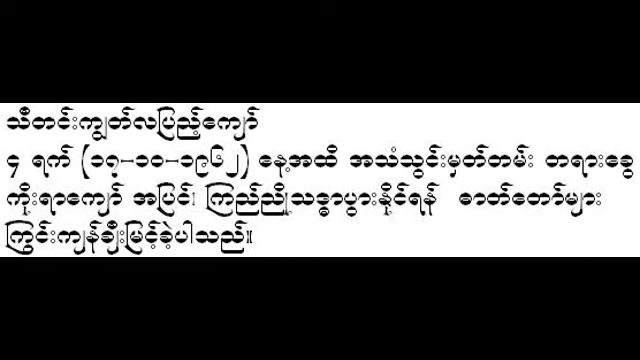 သီတင်းကျွတ်လပြည့်ကျော်
၄ ရက် (၁၇-၁၀-၁၉၆၂) နေ့အထိ အသံသွင်းမှတ်တမ်း တရားခွေ
ကိုးရာကျော် အပြင်၊ ကြည်ညိုသဒ္ဓာပွားနိုင်ရန် ဓာတ်တော်များ
ကြွင်းကျန်ချီးမြင့်ခဲ့ပါသည်။